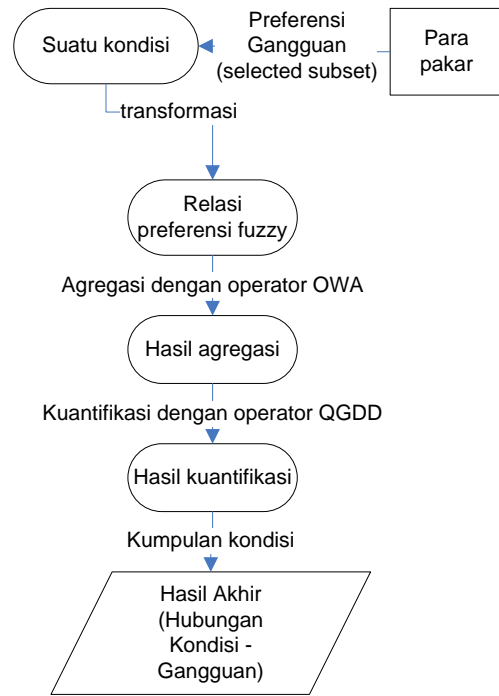 Suatu kondisi
Preferensi
Gangguan
(selected subset)
Para
pakar
transformasi
Relasi
preferensi fuzzy
Agregasi dengan operator OWA
Hasil agregasi
Kuantifikasi dengan operator QGDD
Hasil kuantifikasi
Kumpulan kondisi
Hasil Akhir
(Hubungan
Kondisi -
Gangguan)